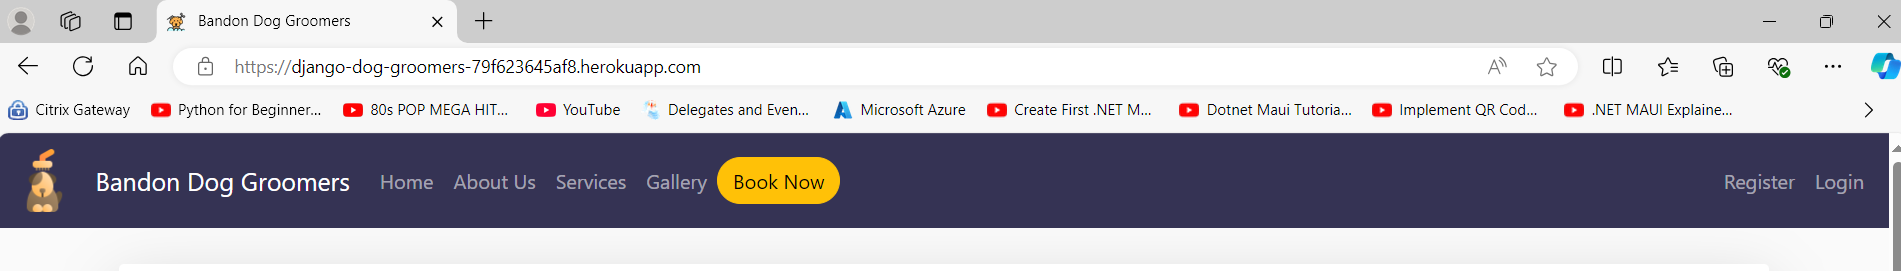 Bandon Dog Groomers
https://django-dog-groomers-79f623645af8.herokuapp.com
Citrix Gateway Python for Beginner... 80s POP MEGA HIT... YouTube Delegates and Even... Microsoft Azure Create First .NET M... Dotnet Maui Tutoria... Implement QR Cod... .NET MAUI Explaine...
Bandon Dog Groomers Home About Us Services Gallery Book Now Register Login